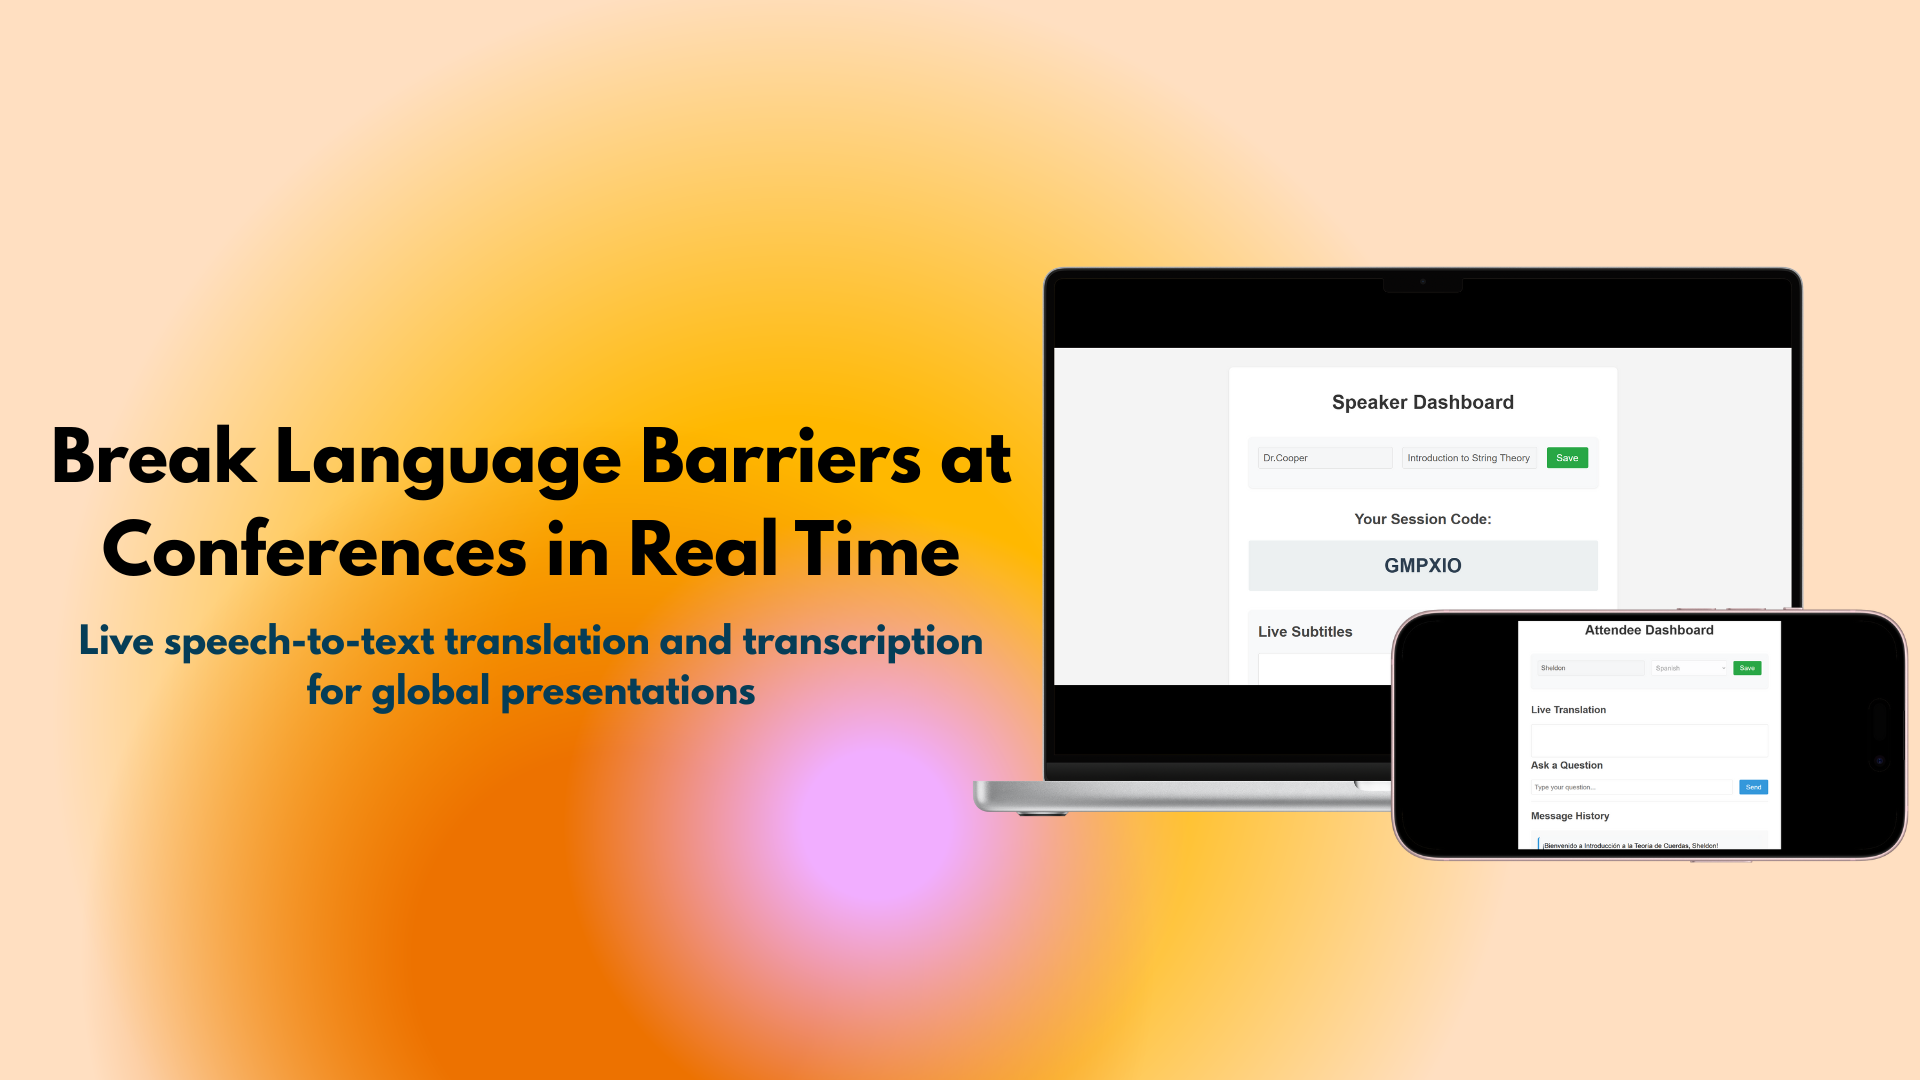 Break Language Barriers at
Conferences in Real Time
Live speech-to-text translation and transcription
for global presentations
Speaker Dashboard
Dr.Cooper
Introduction to String Theory
Save
Your Session Code:
GMPXIO
Live Subtitles
Attendee Dashboard
Sheldon
Spanish
Save
Live Translation
Ask a Question
Type your question...
Send
Message History
¡Bienvenido a Introducción a la Teoría de Cuerdas, Sheldon!